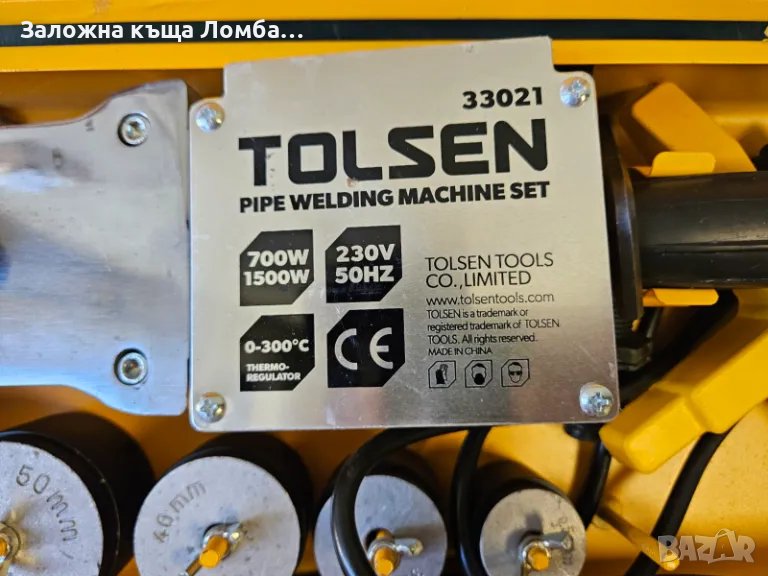 Заложна къща Ломба...
33021
TOLSEN
PIPE WELDING MACHINE SET
700W
1500W
230V
50HZ
TOLSEN TOOLS
CO.,LIMITED
www.tolsentools.com
TOLSEN is a trademark or
registered trademark of TOLSEN
TOOLS. All rights reserved.
MADE IN CHINA
0-300°C
THERMO-
REGULATOR
CE
50mm
40mm
BAZAR